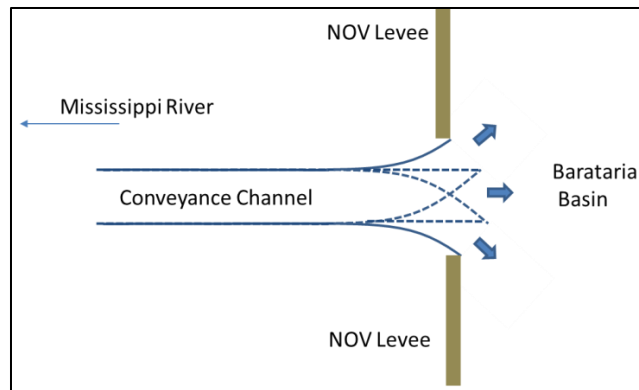 NOV Levee
Mississippi River
Conveyance Channel
Barataria
Basin
NOV Levee